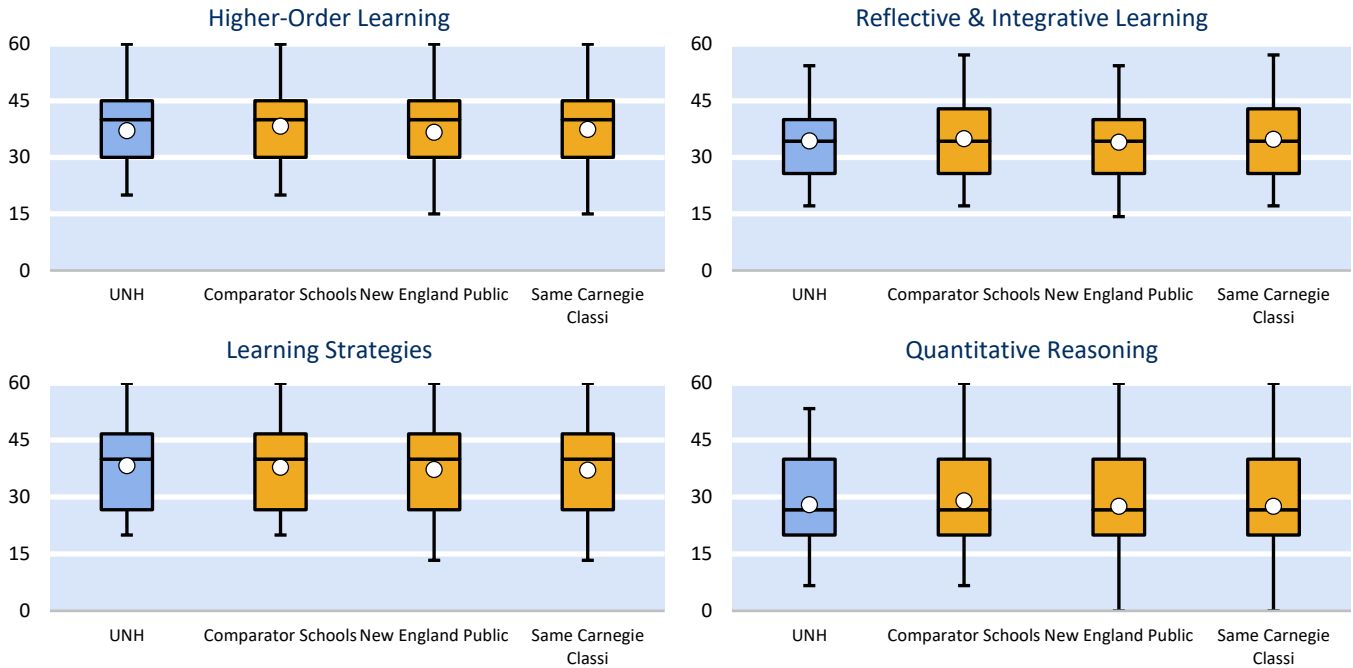 Higher-Order Learning
60
45
30
15
0
UNH
Comparator Schools
New England Public
Same Carnegie
Classi
Reflective & Integrative Learning
60
45
30
15
0
UNH
Comparator Schools
New England Public
Same Carnegie
Classi
Learning Strategies
60
45
30
15
0
UNH
Comparator Schools
New England Public
Same Carnegie
Classi
Quantitative Reasoning
60
45
30
15
0
UNH
Comparator Schools
New England Public
Same Carnegie
Classi